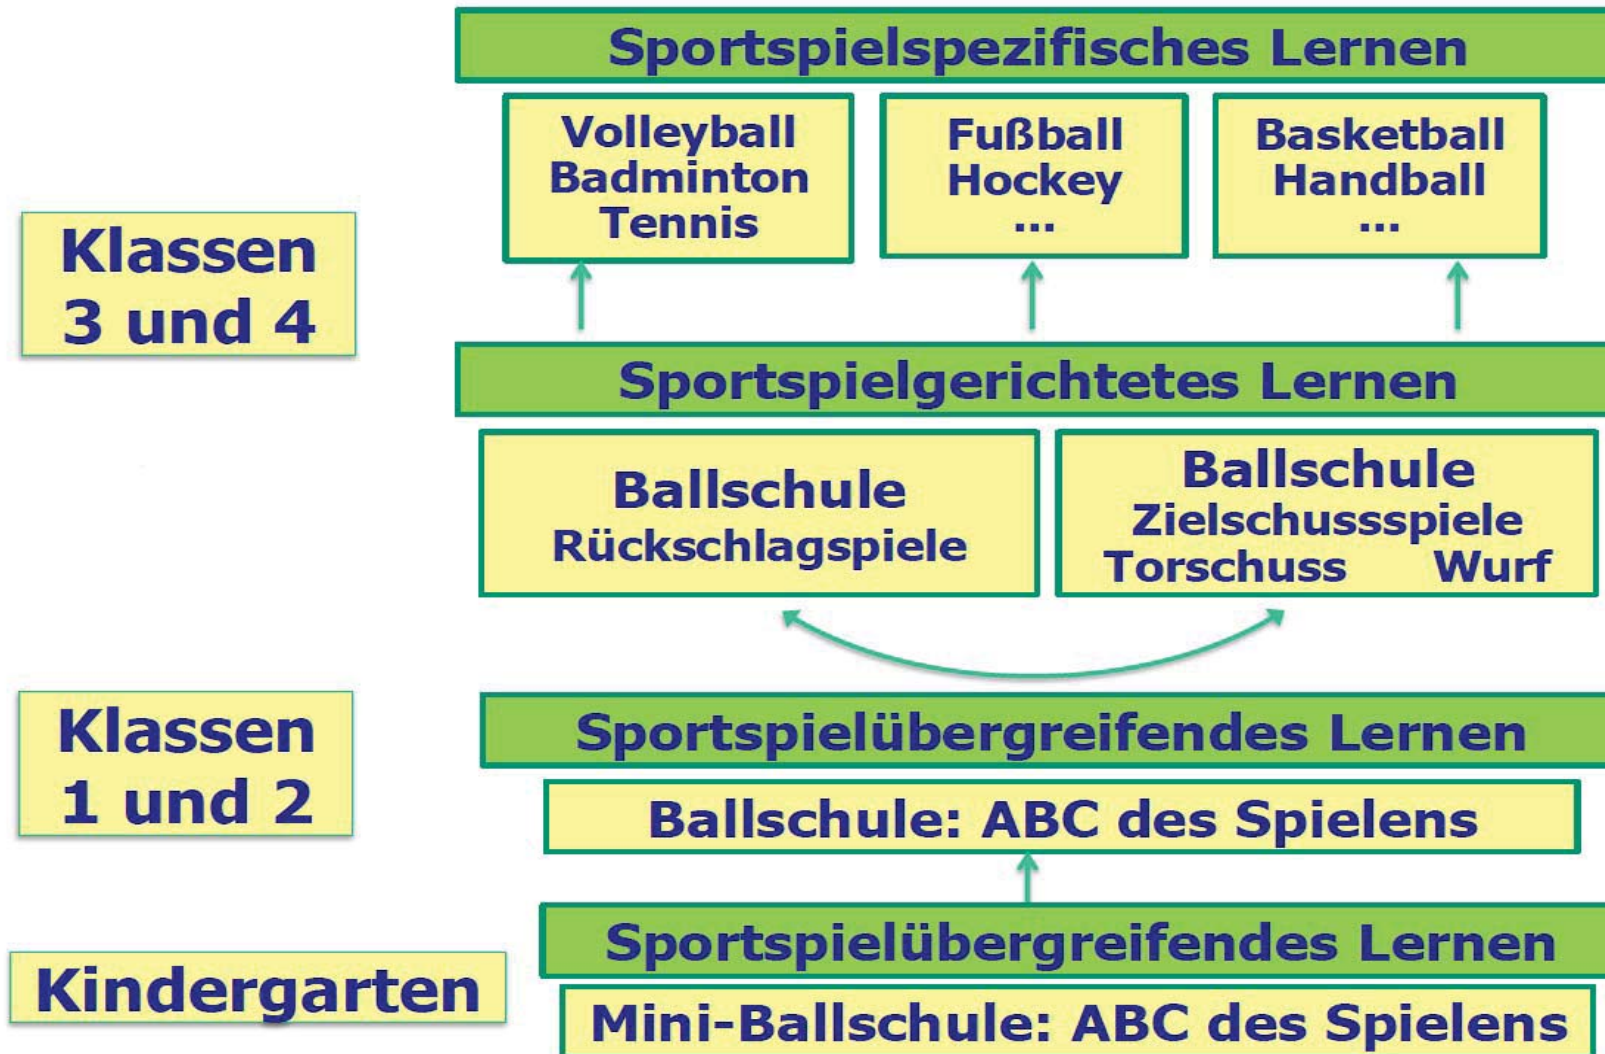 Sportspielspezifisches Lernen
Volleyball
Badminton
Tennis
Fußball
Hockey
...
Basketball
Handball
...
Klassen
3 und 4
Sportspielgerichtetes Lernen
Ballschule
Rückschlagspiele
Ballschule
Zielschussspiele
Torschuss Wurf
Klassen
1 und 2
Sportspielübergreifendes Lernen
Ballschule: ABC des Spielens
Kindergarten
Sportspielübergreifendes Lernen
Mini-Ballschule: ABC des Spielens